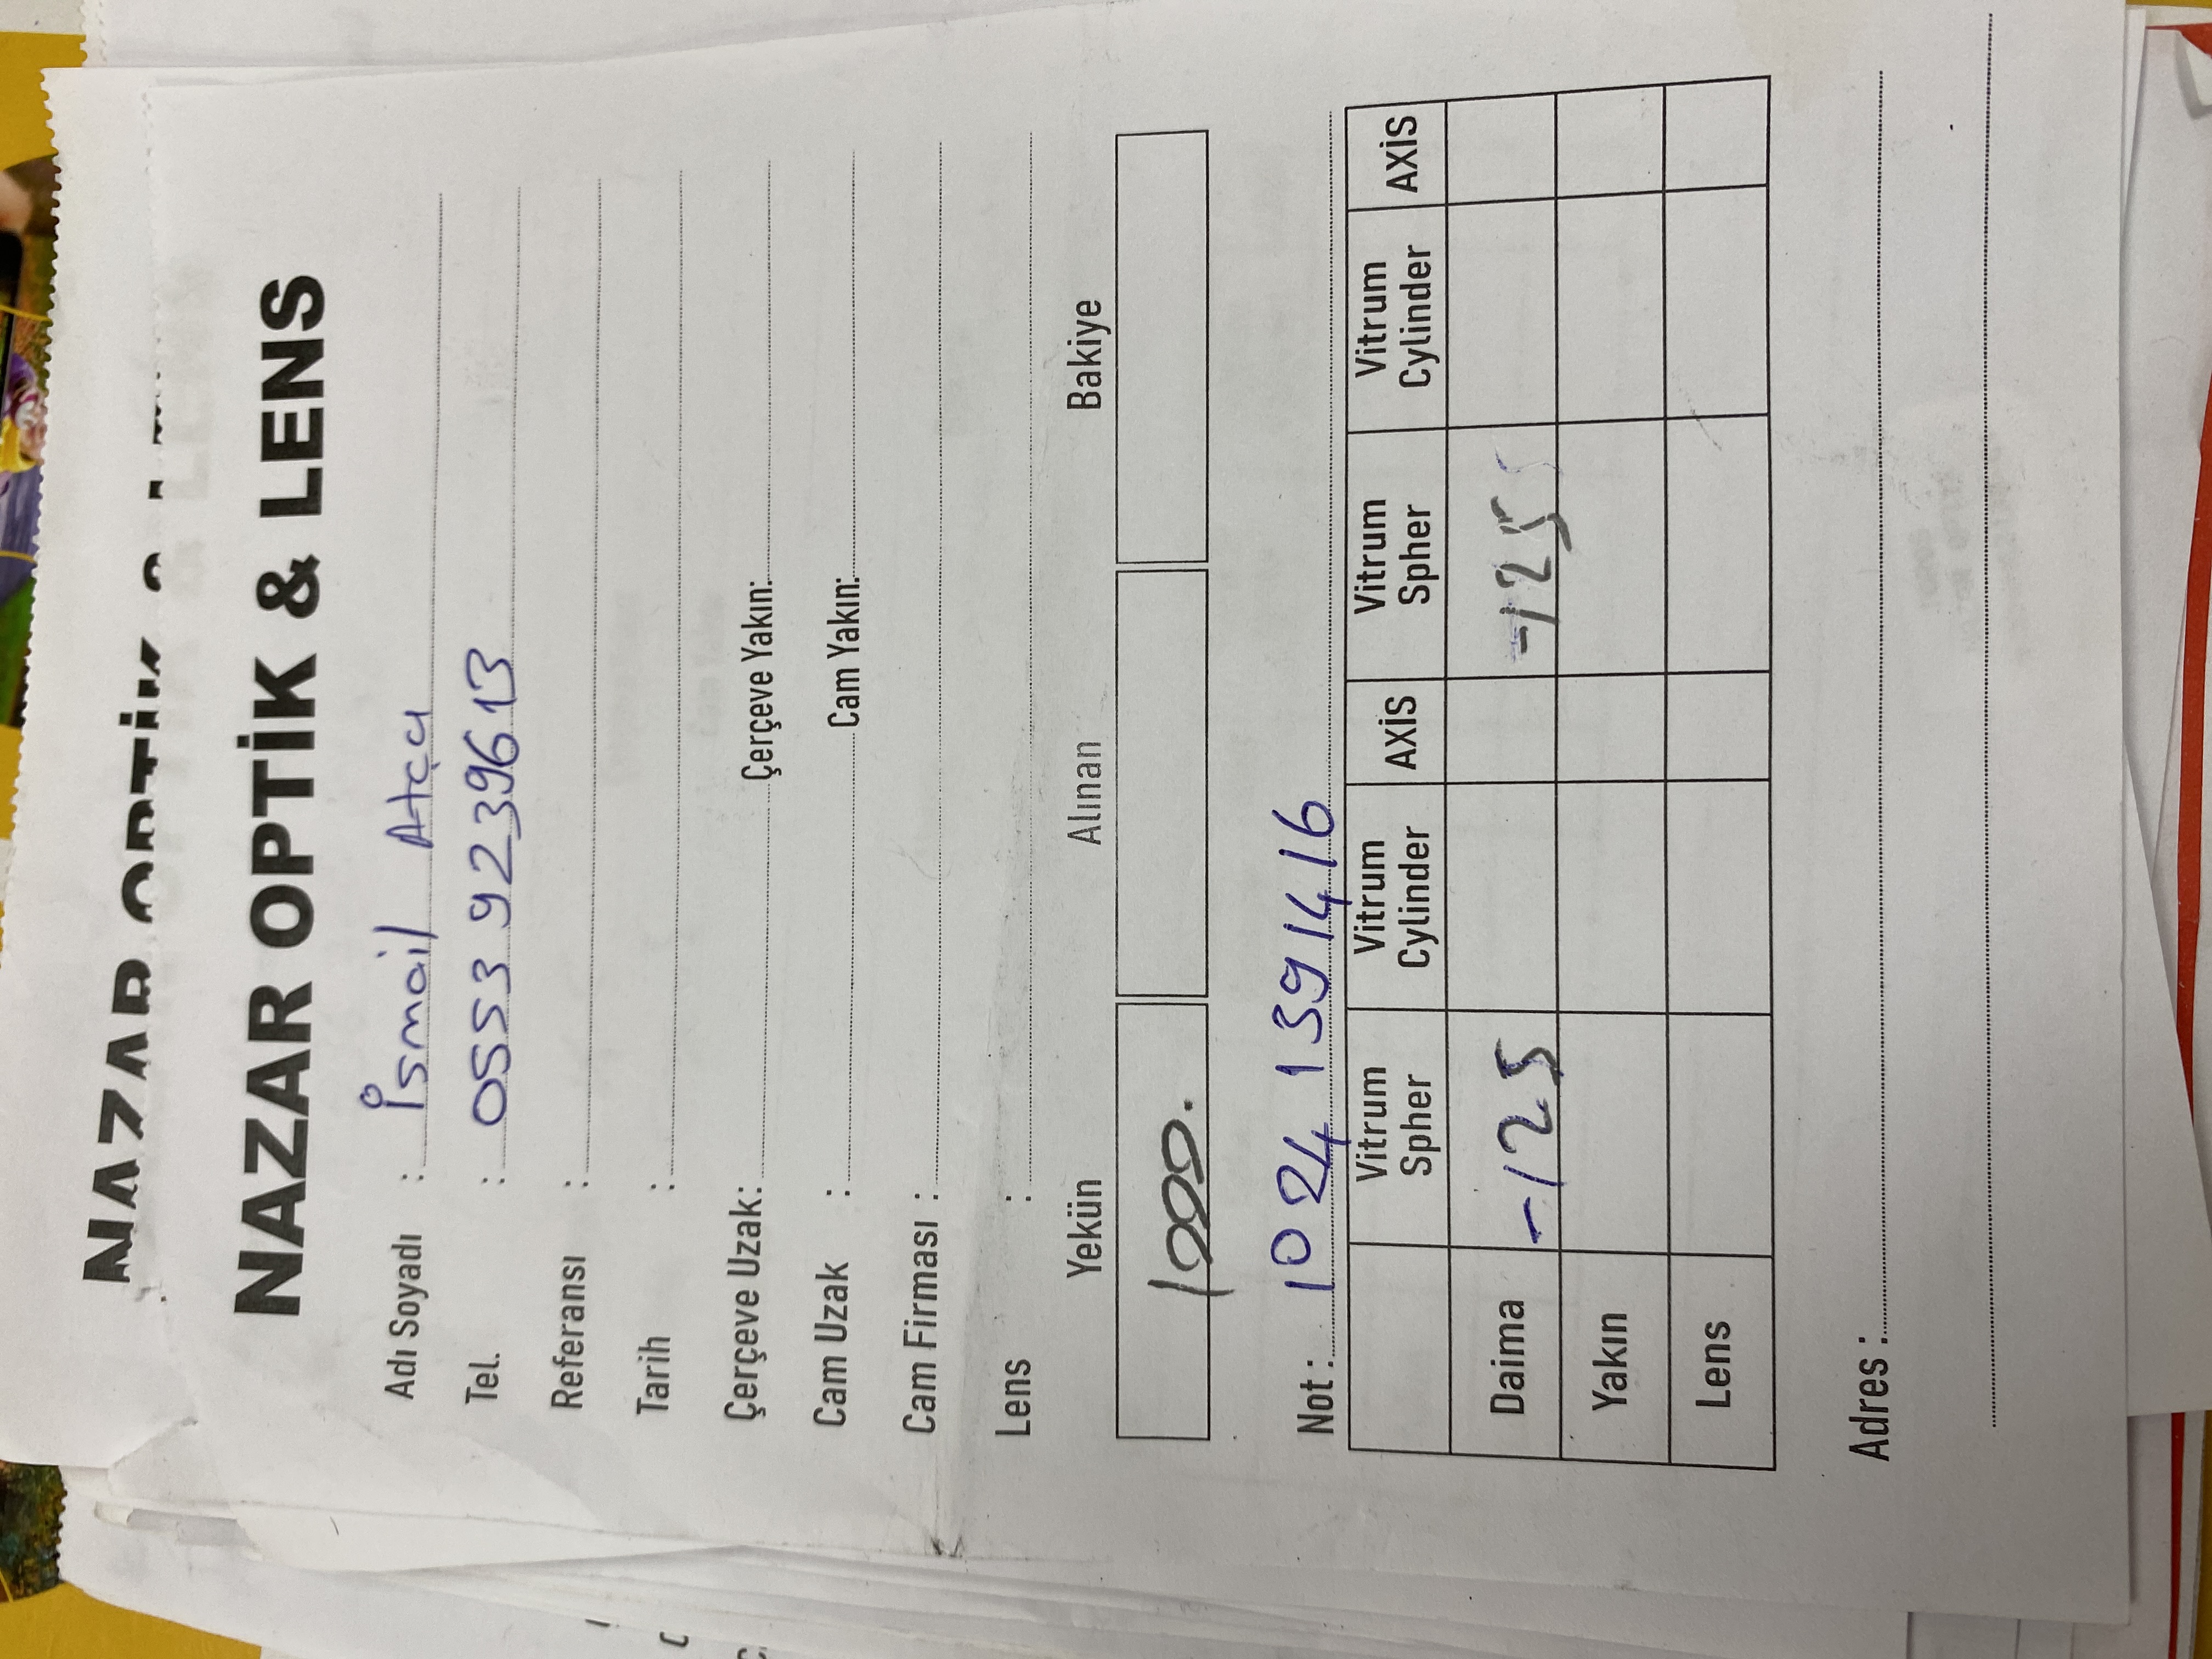 NAZAR OPTİK & LENS
NAZAR OPTİK & LENS
Adı Soyadı : İsmail Atçı
Tel. : 0553 9239613
Referansı :
Tarih :
Çerçeve Uzak: Çerçeve Yakın:
Cam Uzak : Cam Yakın:
Cam Firması :
Lens :
Yekün Alınan Bakiye
1000.
Not : 1024 1391416
Vitrum Spher Vitrum Cylinder AXİS Vitrum Spher Vitrum Cylinder AXİS
Daima -125 -125
Yakın
Lens
Adres :